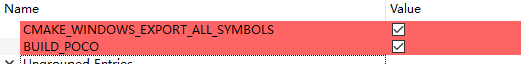 Name Value
CMAKE_WINDOWS_EXPORT_ALL_SYMBOLS
BUILD_POCO
Ungrouped Entries